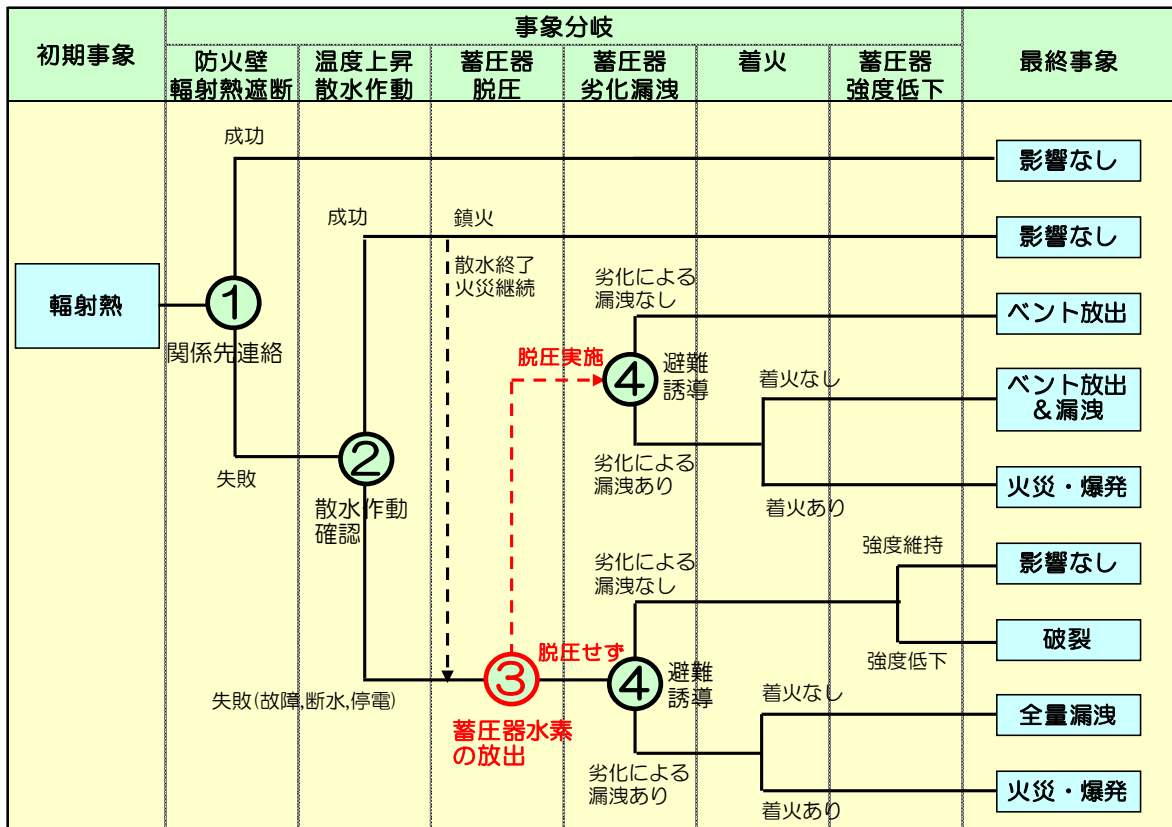 初期事象
事象分岐
最終事象
防火壁
輻射熱遮断
温度上昇
散水作動
蓄圧器
脱圧
蓄圧器
劣化漏洩
着火
蓄圧器
強度低下
成功
影響なし
成功
鎮火
影響なし
散水終了
火災継続
劣化による
漏洩なし
輻射熱
①
ベント放出
関係先連絡
脱圧実施
④
避難
誘導
着火なし
ベント放出
&漏洩
失敗
②
劣化による
漏洩あり
着火あり
火災・爆発
散水作動
確認
劣化による
漏洩なし
強度維持
影響なし
脱圧せず
破裂
強度低下
③
④
避難
誘導
失敗(故障,断水,停電)
着火なし
全量漏洩
蓄圧器水素
の放出
劣化による
漏洩あり
着火あり
火災・爆発